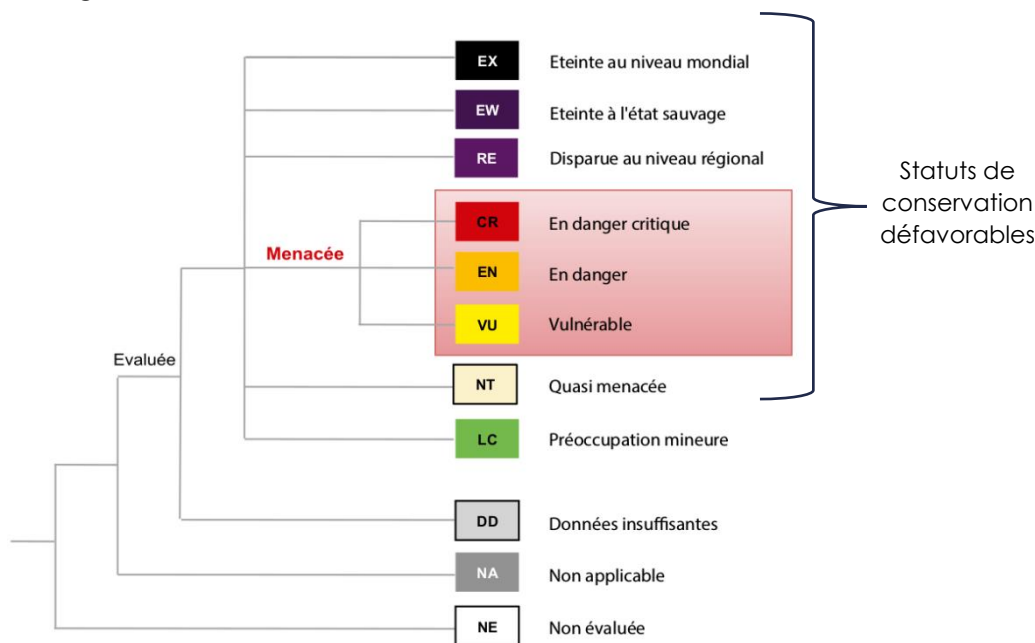 EX Eteinte au niveau mondial
EW Eteinte à l'état sauvage
RE Disparue au niveau régional
Statuts de
conservation
défavorables
CR En danger critique
Menacée
EN En danger
VU Vulnérable
Evaluée
NT Quasi menacée
LC Préoccupation mineure
DD Données insuffisantes
NA Non applicable
NE Non évaluée